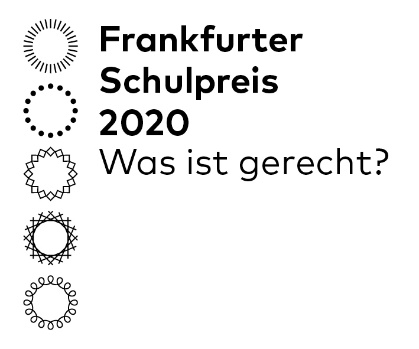 Frankfurter
Schulpreis
2020
Was ist gerecht?